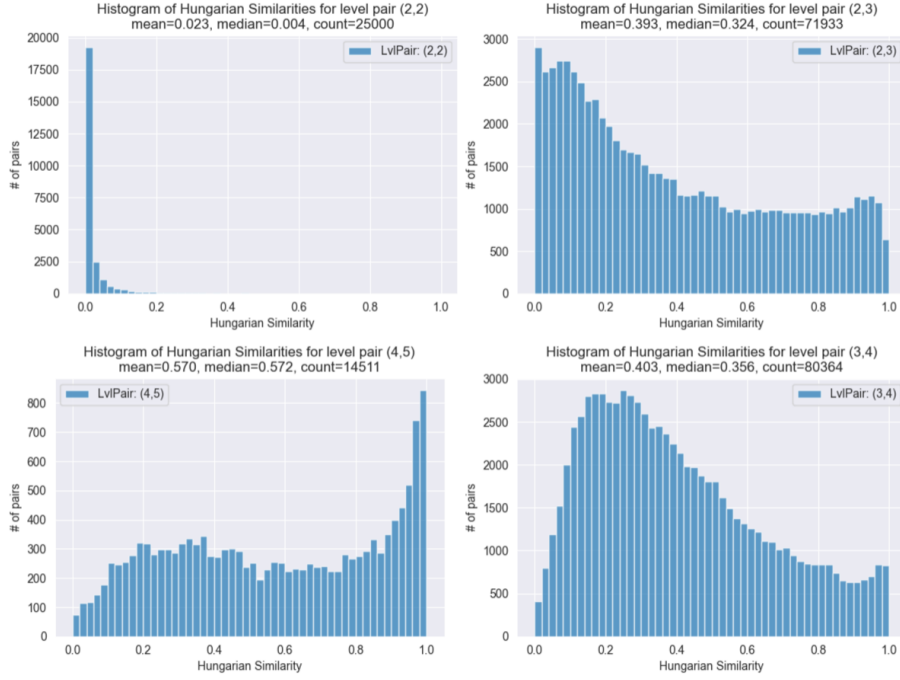 Histogram of Hungarian Similarities for level pair (2,2)
mean=0.023, median=0.004, count=25000
20000
17500
15000
12500
10000
7500
5000
2500
0
# of pairs
LvlPair: (2,2)
0.0 0.2 0.4 0.6 0.8 1.0
Hungarian Similarity
Histogram of Hungarian Similarities for level pair (2,3)
mean=0.393, median=0.324, count=71933
3000
2500
2000
1500
1000
500
0
# of pairs
LvlPair: (2,3)
0.0 0.2 0.4 0.6 0.8 1.0
Hungarian Similarity
Histogram of Hungarian Similarities for level pair (4,5)
mean=0.570, median=0.572, count=14511
800
700
600
500
400
300
200
100
0
# of pairs
LvlPair: (4,5)
0.0 0.2 0.4 0.6 0.8 1.0
Hungarian Similarity
Histogram of Hungarian Similarities for level pair (3,4)
mean=0.403, median=0.356, count=80364
3000
2500
2000
1500
1000
500
0
# of pairs
LvlPair: (3,4)
0.0 0.2 0.4 0.6 0.8 1.0
Hungarian Similarity